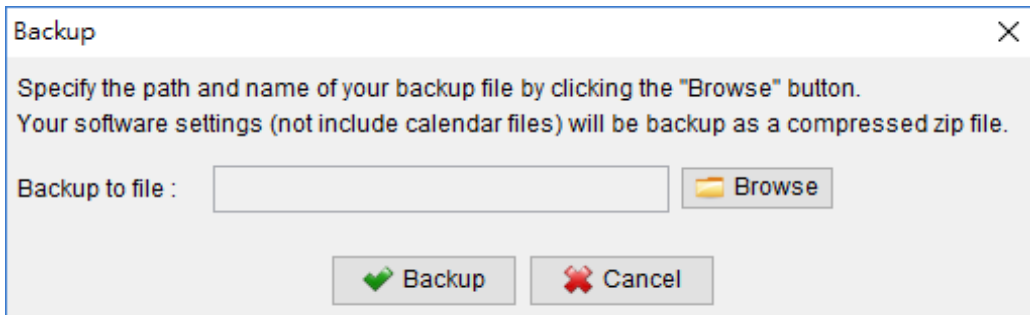 Backup
Specify the path and name of your backup file by clicking the "Browse" button.
Your software settings (not include calendar files) will be backup as a compressed zip file.
Backup to file :
Browse
Backup
Cancel